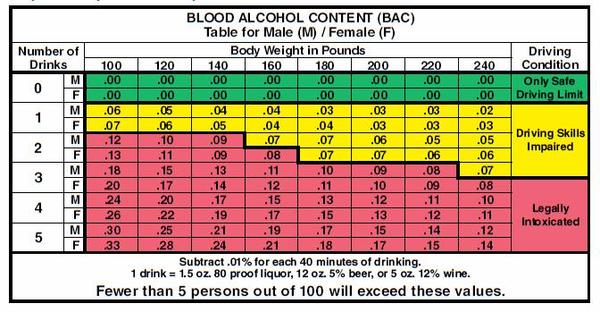 BLOOD ALCOHOL CONTENT (BAC)
Table for Male (M) / Female (F)
Number of Drinks Body Weight in Pounds Driving Condition
100 120 140 160 180 200 220 240
0 M .00 .00 .00 .00 .00 .00 .00 .00 Only Safe
F .00 .00 .00 .00 .00 .00 .00 .00 Driving Limit
1 M .06 .05 .04 .04 .03 .03 .03 .02 Driving Skills Impaired
F .07 .06 .05 .04 .04 .03 .03 .03
2 M .12 .10 .09 .07 .07 .06 .05 .05
F .13 .11 .09 .08 .07 .07 .06 .06
3 M .18 .15 .13 .11 .10 .09 .08 .07
F .20 .17 .14 .12 .11 .10 .09 .08 Legally Intoxicated
4 M .24 .20 .17 .15 .13 .12 .11 .10
F .26 .22 .19 .17 .15 .13 .12 .11
5 M .30 .25 .21 .19 .17 .15 .14 .12
F .33 .28 .24 .21 .18 .17 .15 .14
Subtract .01% for each 40 minutes of drinking.
1 drink = 1.5 oz. 80 proof liquor, 12 oz. 5% beer, or 5 oz. 12% wine.
Fewer than 5 persons out of 100 will exceed these values.